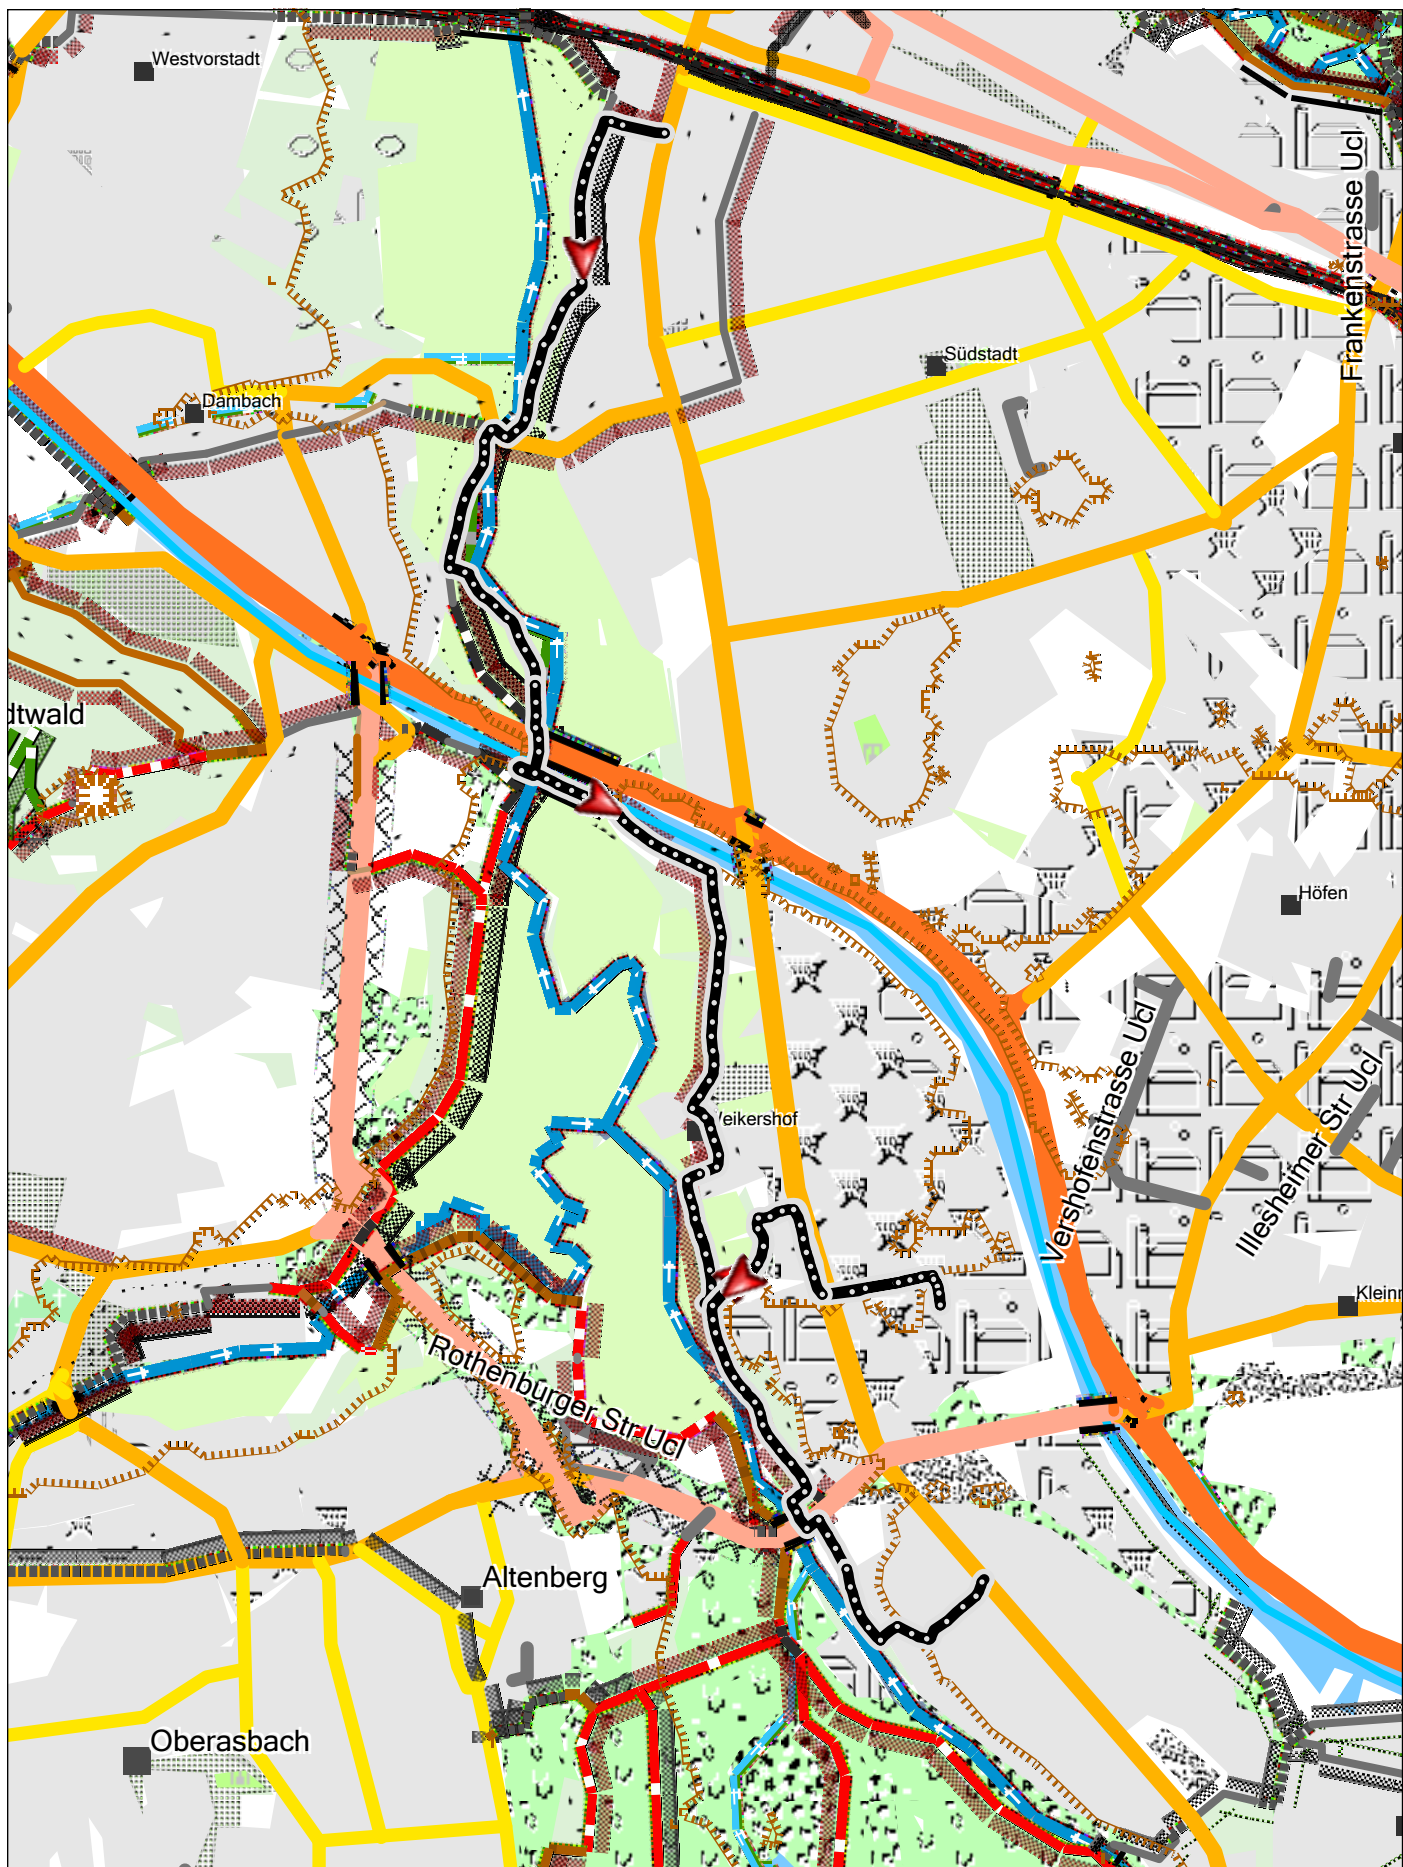 Westvorstadt
Frankenstrasse Ucl
Südstadt
Dambach
dtwald
Höfen
Vershofenstrasse Ucl
Illesheimer Str Ucl
eikershof
Kleinr
Rothenburger Str Ucl
Altenberg
Oberasbach